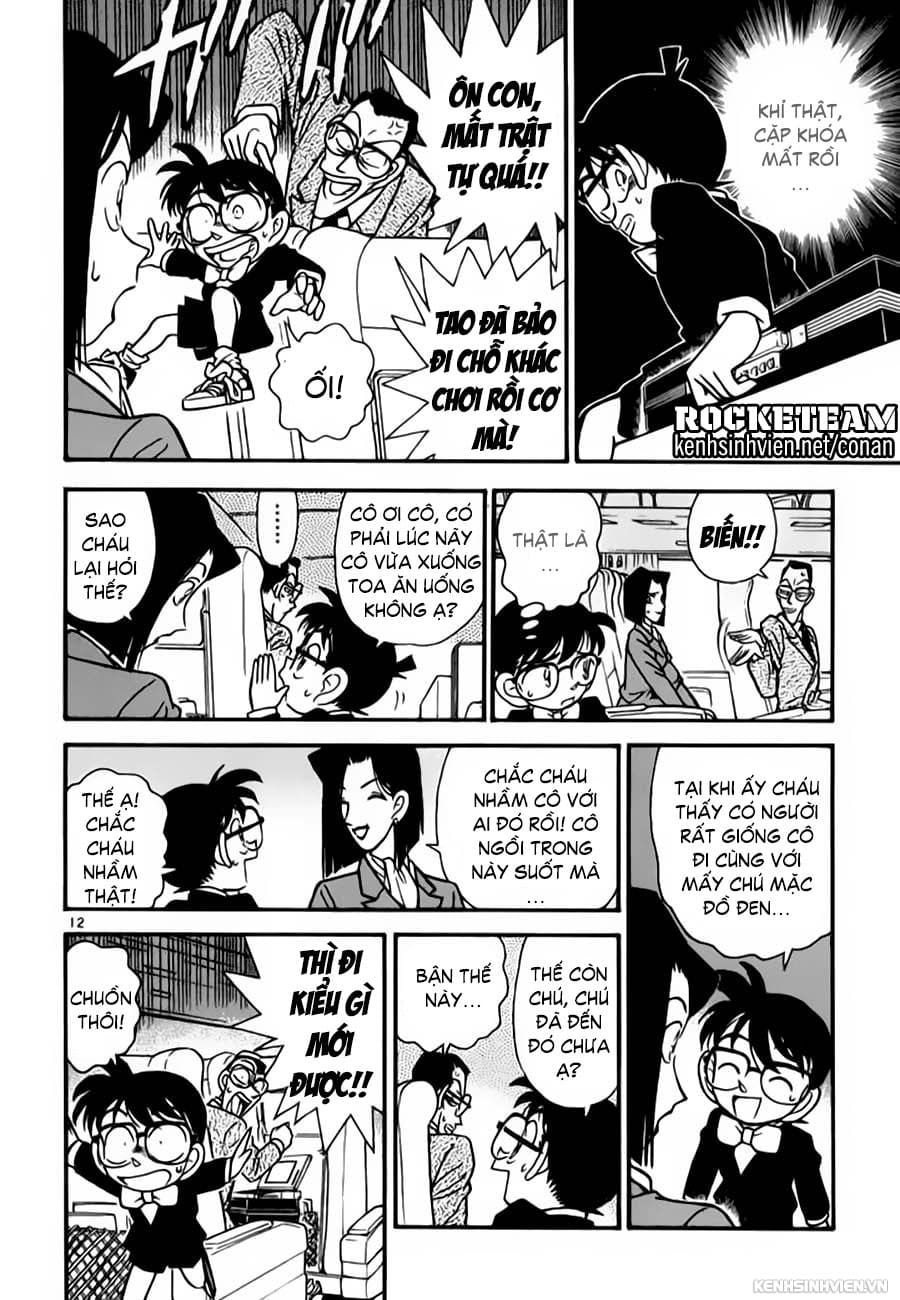 KHỈ THẬT,
CẶP KHÓA
MẤT RỒI
...
ROCKETEAM
kenhsinhvien.net/conan
ÔN CON,
MẤT TRẬT
TỰ QUÁ!!
TAO ĐÃ BẢO
ĐI CHỖ KHÁC
CHƠI RỒI CƠ
MÀ!
ỐI!
BIẾN!!
THẬT LÀ
...
CÔ ƠI CÔ, CÓ
PHẢI LÚC NÃY
CÔ VỪA XUỐNG
TOA ĂN UỐNG
KHÔNG Ạ?
SAO
CHÁU
LẠI HỎI
THẾ?
TẠI KHI ẤY CHÁU
THẤY CÓ NGƯỜI
RẤT GIỐNG CÔ
ĐI CÙNG VỚI
MẤY CHÚ MẶC
ĐỒ ĐEN...
CHẮC CHÁU
NHẦM CÔ VỚI
AI ĐÓ RỒI! CÔ
NGỒI TRONG
NÀY SUỐT MÀ
...
THẾ Ạ!
CHẮC
CHÁU
NHẦM
THẬT!
12
THẾ CÒN
CHÚ, CHÚ
ĐÃ ĐẾN
ĐÓ CHƯA
Ạ?
BẬN THẾ
NÀY...
THÌ ĐI
KIỂU GÌ
MỚI
ĐƯỢC!!
CHUỒN
THÔI!
KENHSINHVIEN.VN